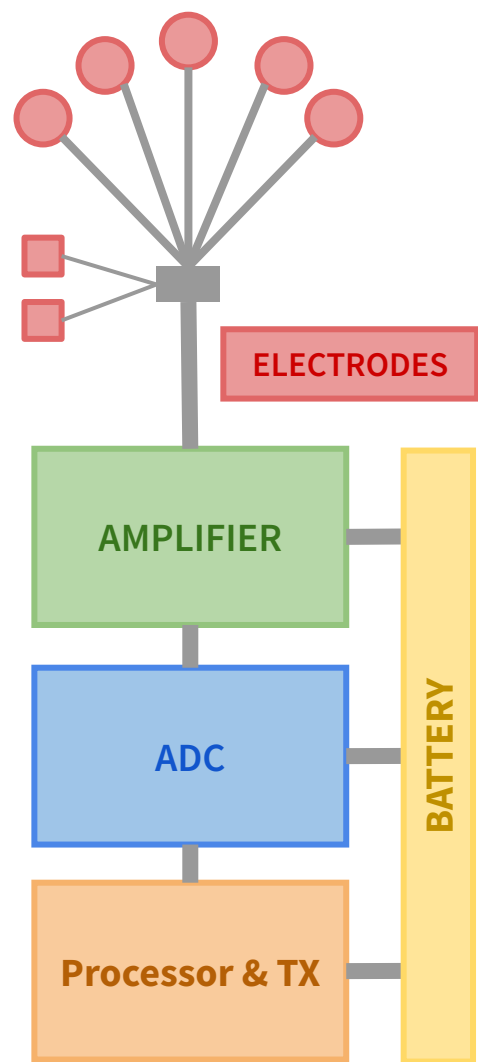 ELECTRODES
AMPLIFIER
ADC
BATTERY
Processor & TX